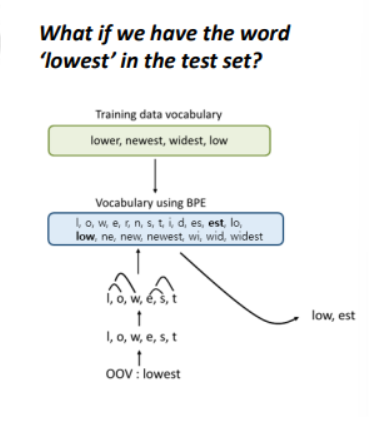 What if we have the word
'lowest' in the test set?
Training data vocabulary
lower, newest, widest, low
Vocabulary using BPE
l, o, w, e, r, n, s, t, i, d, es, est, lo,
low, ne, new, newest, wi, wid, widest
l, o, w, e, s, t
l, o, w, e, s, t
low, est
OOV : lowest